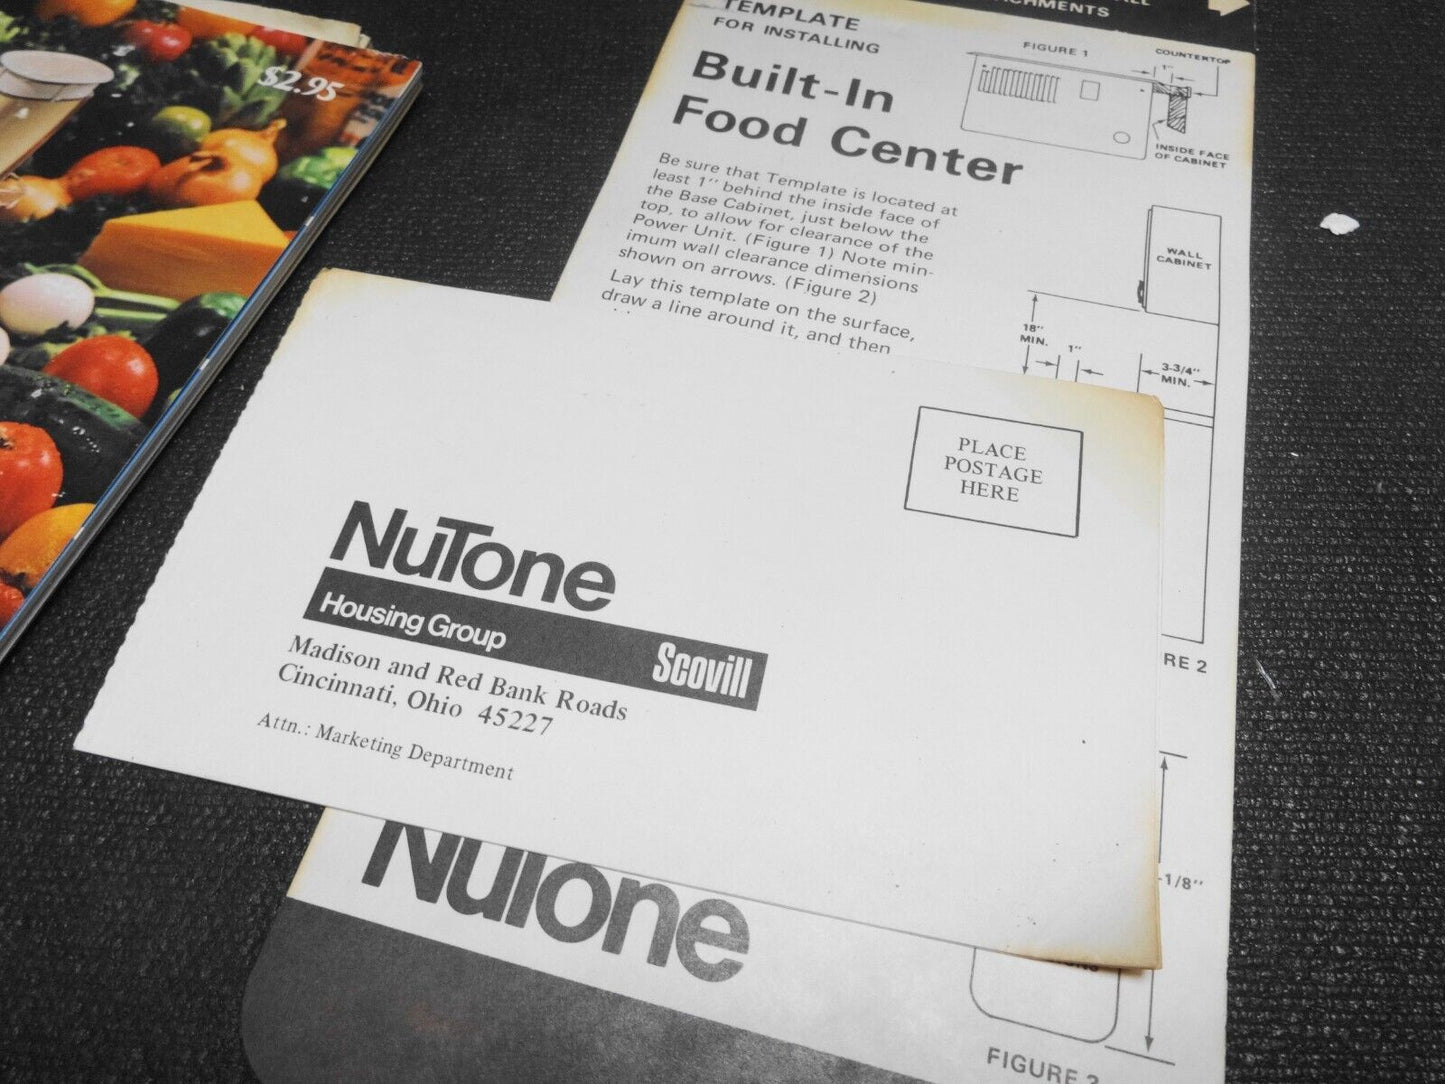 $2.95
TEMPLATE
FOR INSTALLING
Built-In
Food Center
Be sure that Template is located at
least 1" behind the inside face of
the Base Cabinet, just below the
top, to allow for clearance of the
Power Unit. (Figure 1) Note min-
imum wall clearance dimensions
shown on arrows. (Figure 2)
Lay this template on the surface,
draw a line around it, and then
FIGURE 1
COUNTERTOP
1"
INSIDE FACE
OF CABINET
WALL
CABINET
18"
MIN.
1"
3-3/4"
MIN.
RE 2
PLACE
POSTAGE
HERE
NuTone
Housing Group
Scovill
Madison and Red Bank Roads
Cincinnati, Ohio 45227
Attn.: Marketing Department
NuTone
-1/8"
FIGURE